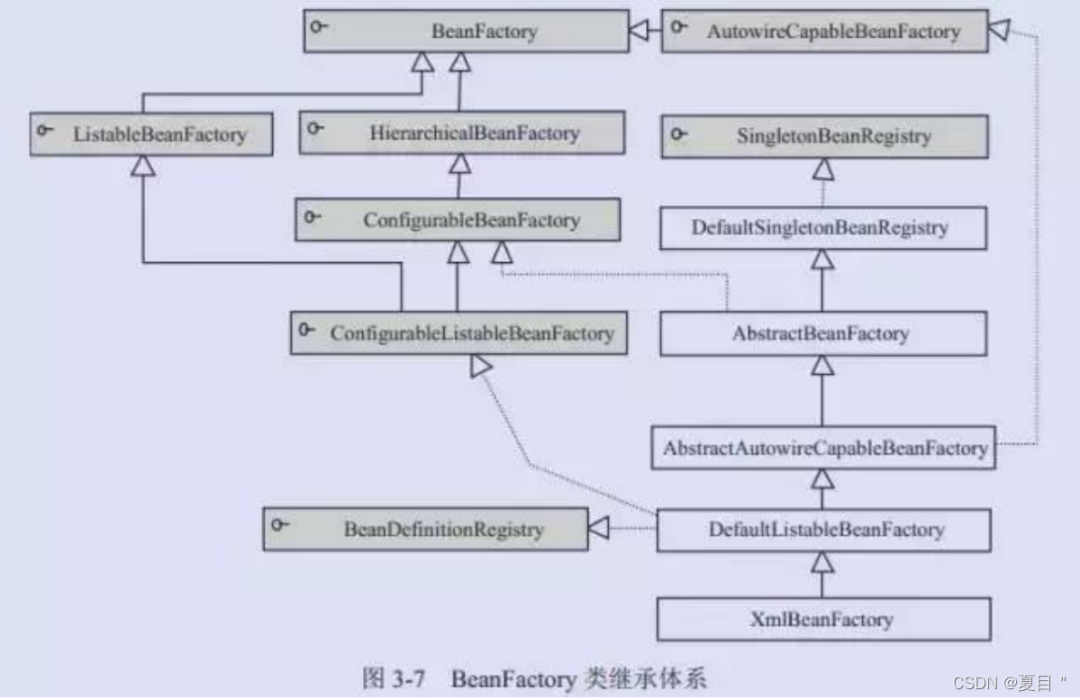 BeanFactory
AutowireCapableBeanFactory
ListableBeanFactory
HierarchicalBeanFactory
SingletonBeanRegistry
ConfigurableBeanFactory
DefaultSingletonBeanRegistry
ConfigurableListableBeanFactory
AbstractBeanFactory
AbstractAutowireCapableBeanFactory
BeanDefinitionRegistry
DefaultListableBeanFactory
XmlBeanFactory
图 3-7 BeanFactory 类继承体系
CSDN @夏目 "